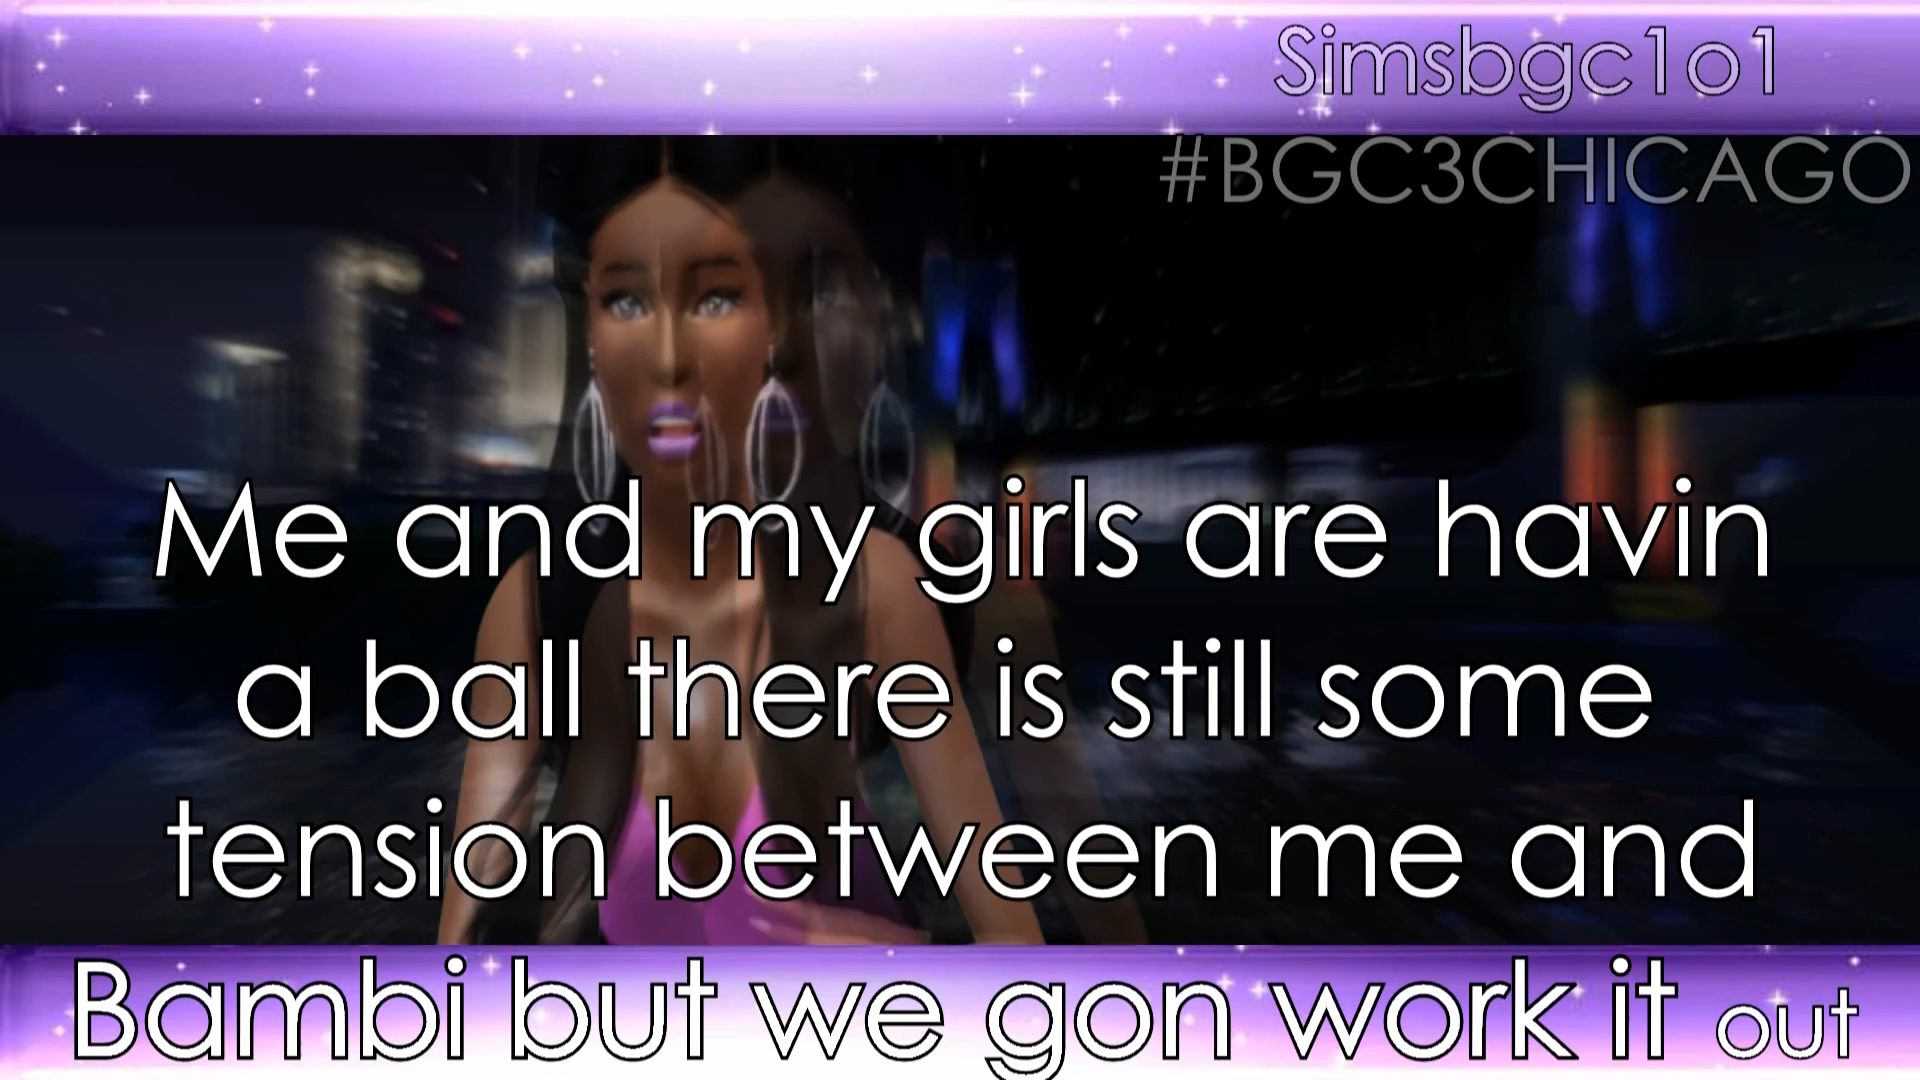 Simsbgc1o1
#BGC3CHICAGO
Me and my girls are havin
a ball there is still some
tension between me and
Bambi but we gon work it out